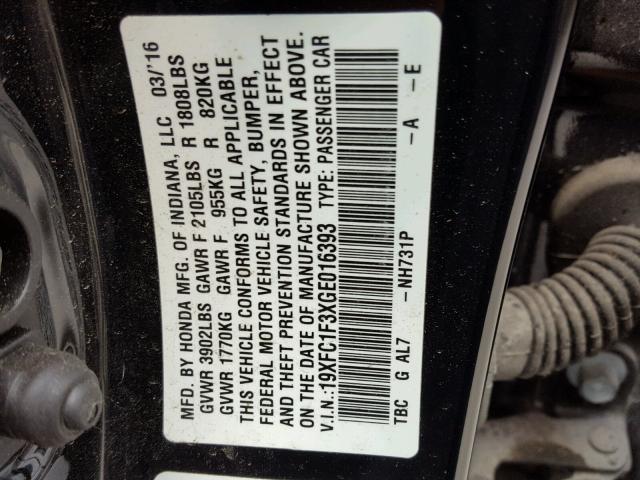 MFD. BY HONDA MFG. OF INDIANA, LLC 03/'16
GVWR 3902LBS GAWR F 2105LBS R 1808LBS
GVWR 1770KG GAWR F 955KG R 820KG
THIS VEHICLE CONFORMS TO ALL APPLICABLE
FEDERAL MOTOR VEHICLE SAFETY, BUMPER,
AND THEFT PREVENTION STANDARDS IN EFFECT
ON THE DATE OF MANUFACTURE SHOWN ABOVE.
V.I.N.:19XFC1F3XGE016393 TYPE: PASSENGER CAR
TBC G AL7 -NH731P -A -E